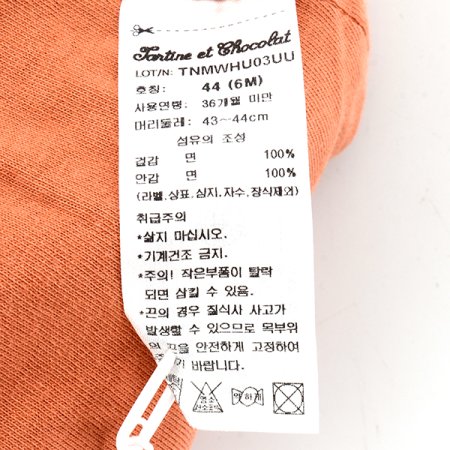 Tartine et Chocolat
LOT/N: TNMWHU03UU
호칭: 44 (6M)
사용연령: 36개월 미만
머리둘레: 43~44cm
섬유의 조성
겉감 면 100%
안감 면 100%
(라벨,상표,심지,자수,장식제외)
취급주의
*삶지 마십시오.
*기계건조 금지.
*주의! 작은부품이 탈락
되면 삼킬 수 있음.
*끈의 경우 질식사 사고가
발생할 수 있으므로 목부위
끈을 안전하게 고정하여
바랍니다.